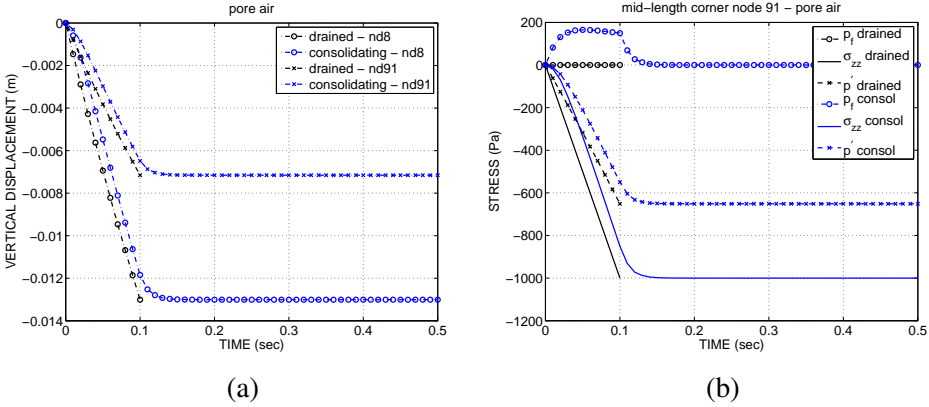 pore air
0
−0.002
−0.004
−0.006
−0.008
−0.01
−0.012
−0.014
0 0.1 0.2 0.3 0.4 0.5
TIME (sec)
VERTICAL DISPLACEMENT (m)
drained − nd8
consolidating − nd8
drained − nd91
consolidating − nd91
(a)
mid−length corner node 91 − pore air
200
0
−200
−400
−600
−800
−1000
−1200
0 0.1 0.2 0.3 0.4 0.5
TIME (sec)
STRESS (Pa)
p_f drained
σ_zz drained
p′ drained
p_f consol
σ_zz consol
p′ consol
(b)